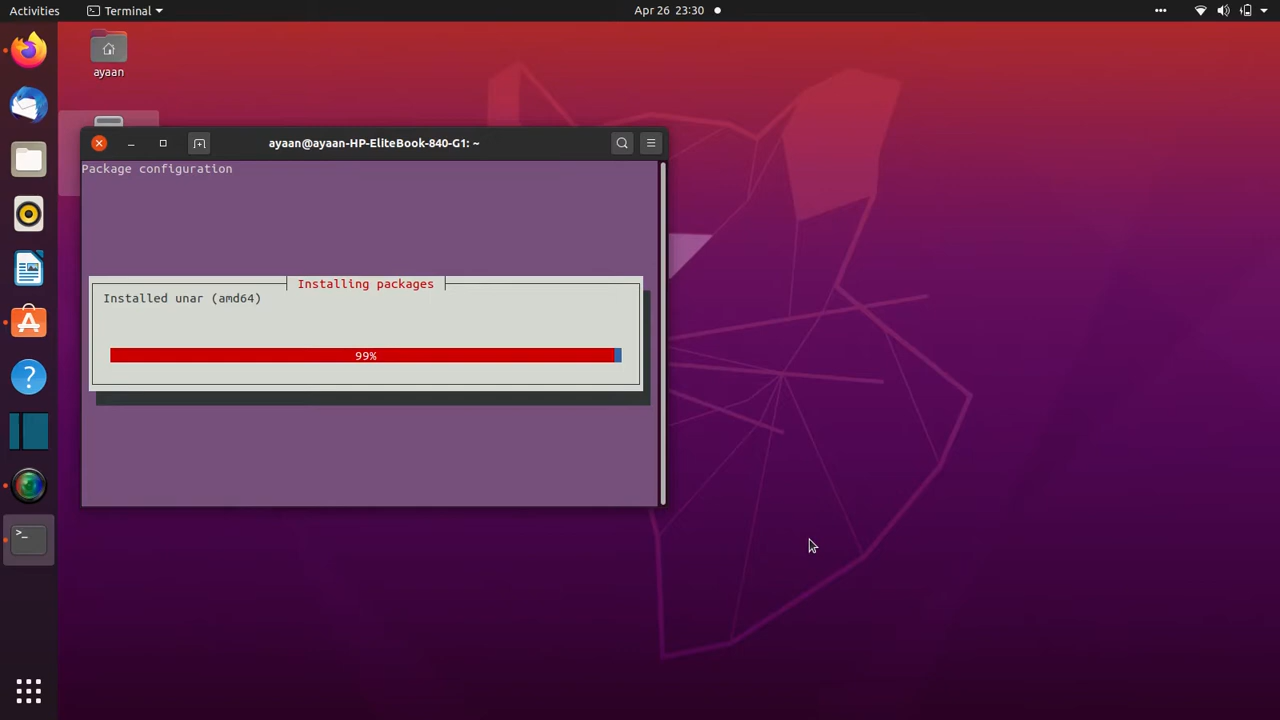 Activities
Terminal
Apr 26 23:30
ayaan
ayaan@ayaan-HP-EliteBook-840-G1: ~
Package configuration
Installing packages
Installed unar (amd64)
99%